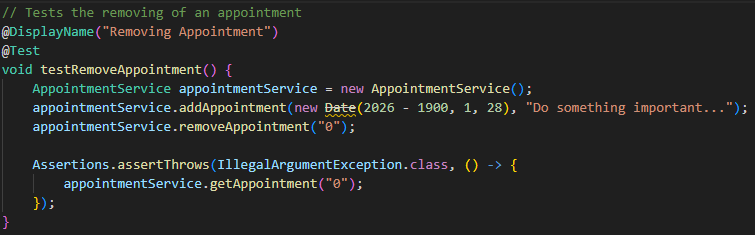 // Tests the removing of an appointment
@DisplayName("Removing Appointment")
@Test
void testRemoveAppointment() {
    AppointmentService appointmentService = new AppointmentService();
    appointmentService.addAppointment(new Date(2026 - 1900, 1, 28), "Do something important...");
    appointmentService.removeAppointment("0");

    Assertions.assertThrows(IllegalArgumentException.class, () -> {
        appointmentService.getAppointment("0");
    });
}